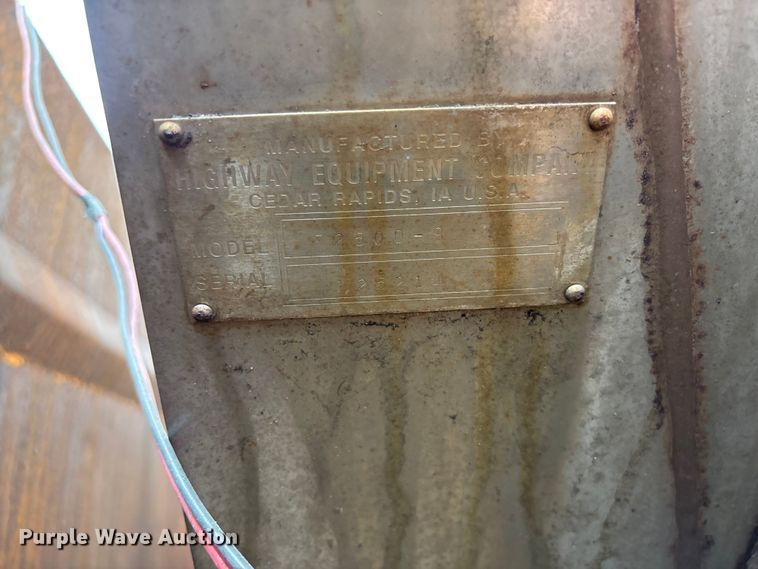 MANUFACTURED BY
HIGHWAY EQUIPMENT COMPANY
CEDAR RAPIDS, IA U.S.A.
MODEL
SERIAL
Purple Wave Auction